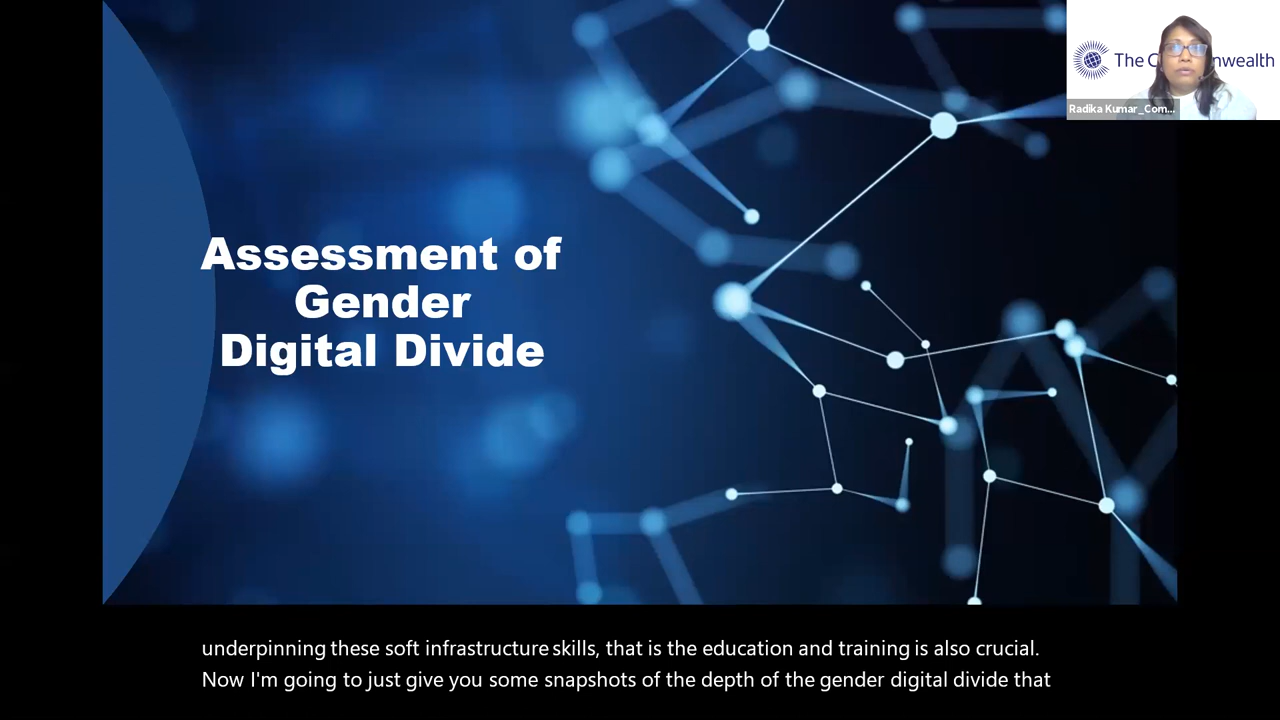 The C nwealth
Radika Kumar_Com...
Assessment of
Gender
Digital Divide
underpinning these soft infrastructure skills, that is the education and training is also crucial.
Now I'm going to just give you some snapshots of the depth of the gender digital divide that